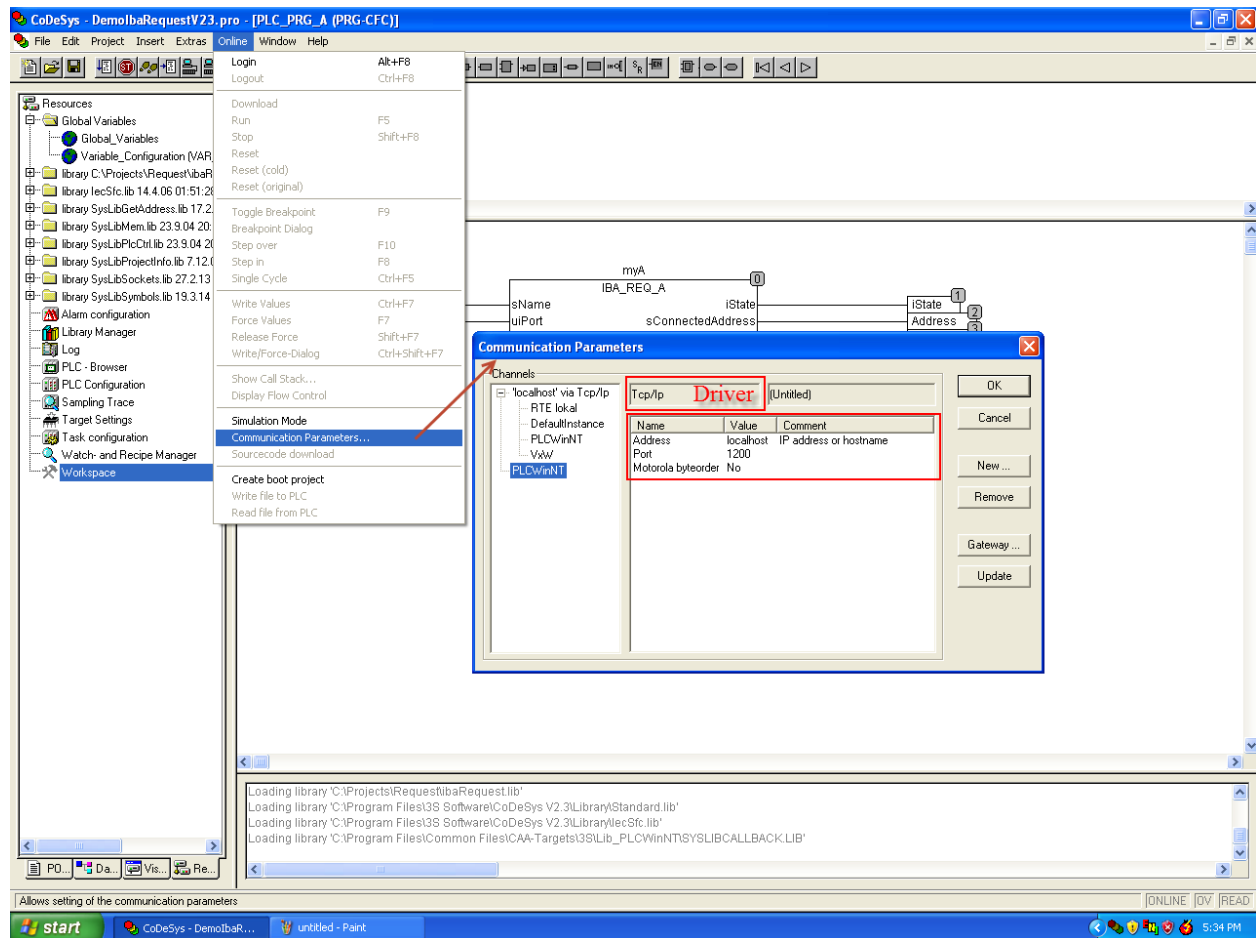 CoDeSys - DemoIbaRequestV23.pro - [PLC_PRG_A (PRG-CFC)]
File Edit Project Insert Extras Online Window Help
Login Alt+F8
Logout Ctrl+F8
Download
Run F5
Stop Shift+F8
Reset
Reset (cold)
Reset (original)
Toggle Breakpoint F9
Breakpoint Dialog
Step over F10
Step in F8
Single Cycle Ctrl+F5
Write Values Ctrl+F7
Force Values F7
Release Force Shift+F7
Write/Force-Dialog Ctrl+Shift+F7
Show Call Stack...
Display Flow Control
Simulation Mode
Communication Parameters...
Sourcecode download
Create boot project
Write file to PLC
Read file from PLC
Resources
Global Variables
Global_Variables
Variable_Configuration (VAR_
library C:\Projects\Request\ibaR
library Iecsfc.lib 14.4.06 01:51:28
library SysLibGetAddress.lib 17.2.
library SysLibMem.lib 23.9.04 20:
library SysLibPlcCtrl.lib 23.9.04 20
library SysLibProjectInfo.lib 7.12.0
library SysLibSockets.lib 27.2.13
library SysLibSymbols.lib 19.3.14
Alarm configuration
Library Manager
Log
PLC - Browser
PLC Configuration
Sampling Trace
Target Settings
Task configuration
Watch- and Recipe Manager
Workspace
PO... Da... Vis... Re...
myA
0
IBA_REQ_A
sName iState iState 1
uiPort sConnectedAddress Address 2
3
Communication Parameters
Channels
'localhost' via Tcp/Ip
RTE lokal
DefaultInstance
PLCWinNT
VxW
PLCWinNT
Tcp/Ip Driver (Untitled)
Name Value Comment
Address localhost IP address or hostname
Port 1200
Motorola byteorder No
OK
Cancel
New ...
Remove
Gateway ...
Update
Loading library 'C:\Projects\Request\ibaRequest.lib'
Loading library 'C:\Program Files\3S Software\CoDeSys V2.3\Library\Standard.lib'
Loading library 'C:\Program Files\3S Software\CoDeSys V2.3\Library\Iecsfc.lib'
Loading library 'C:\Program Files\Common Files\CAA-Targets\3S\Lib_PLCWinNT\SYSLIBCALLBACK.LIB'
Allows setting of the communication parameters ONLINE OV READ
start CoDeSys - DemoIbaR... untitled - Paint 5:34 PM